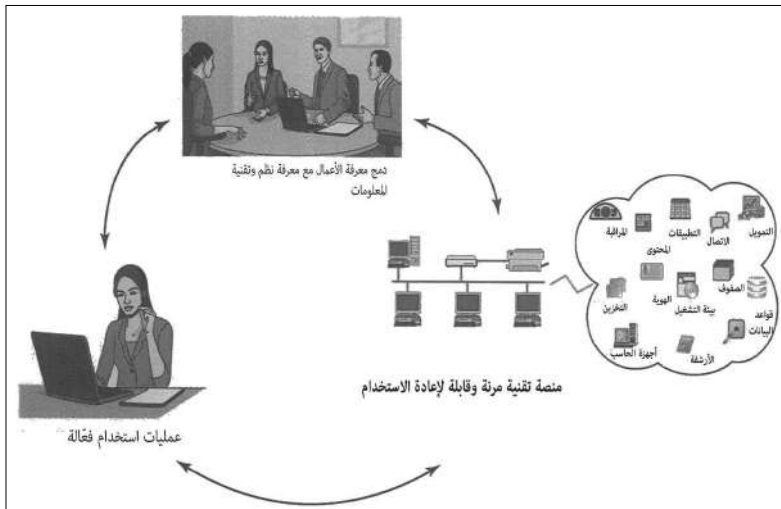 دمج معرفة الأعمال مع معرفة نظم وتقنية
المعلومات
التمويل
الاتصال
التطبيقات
المحتوى
المراقبة
الصفوف
قواعد
البيانات
بيئة التشغيل
الهوية
التخزين
الأرشفة
أجهزة الحاسب
منصة تقنية مرنة وقابلة لإعادة الاستخدام
عمليات استخدام فعّالة